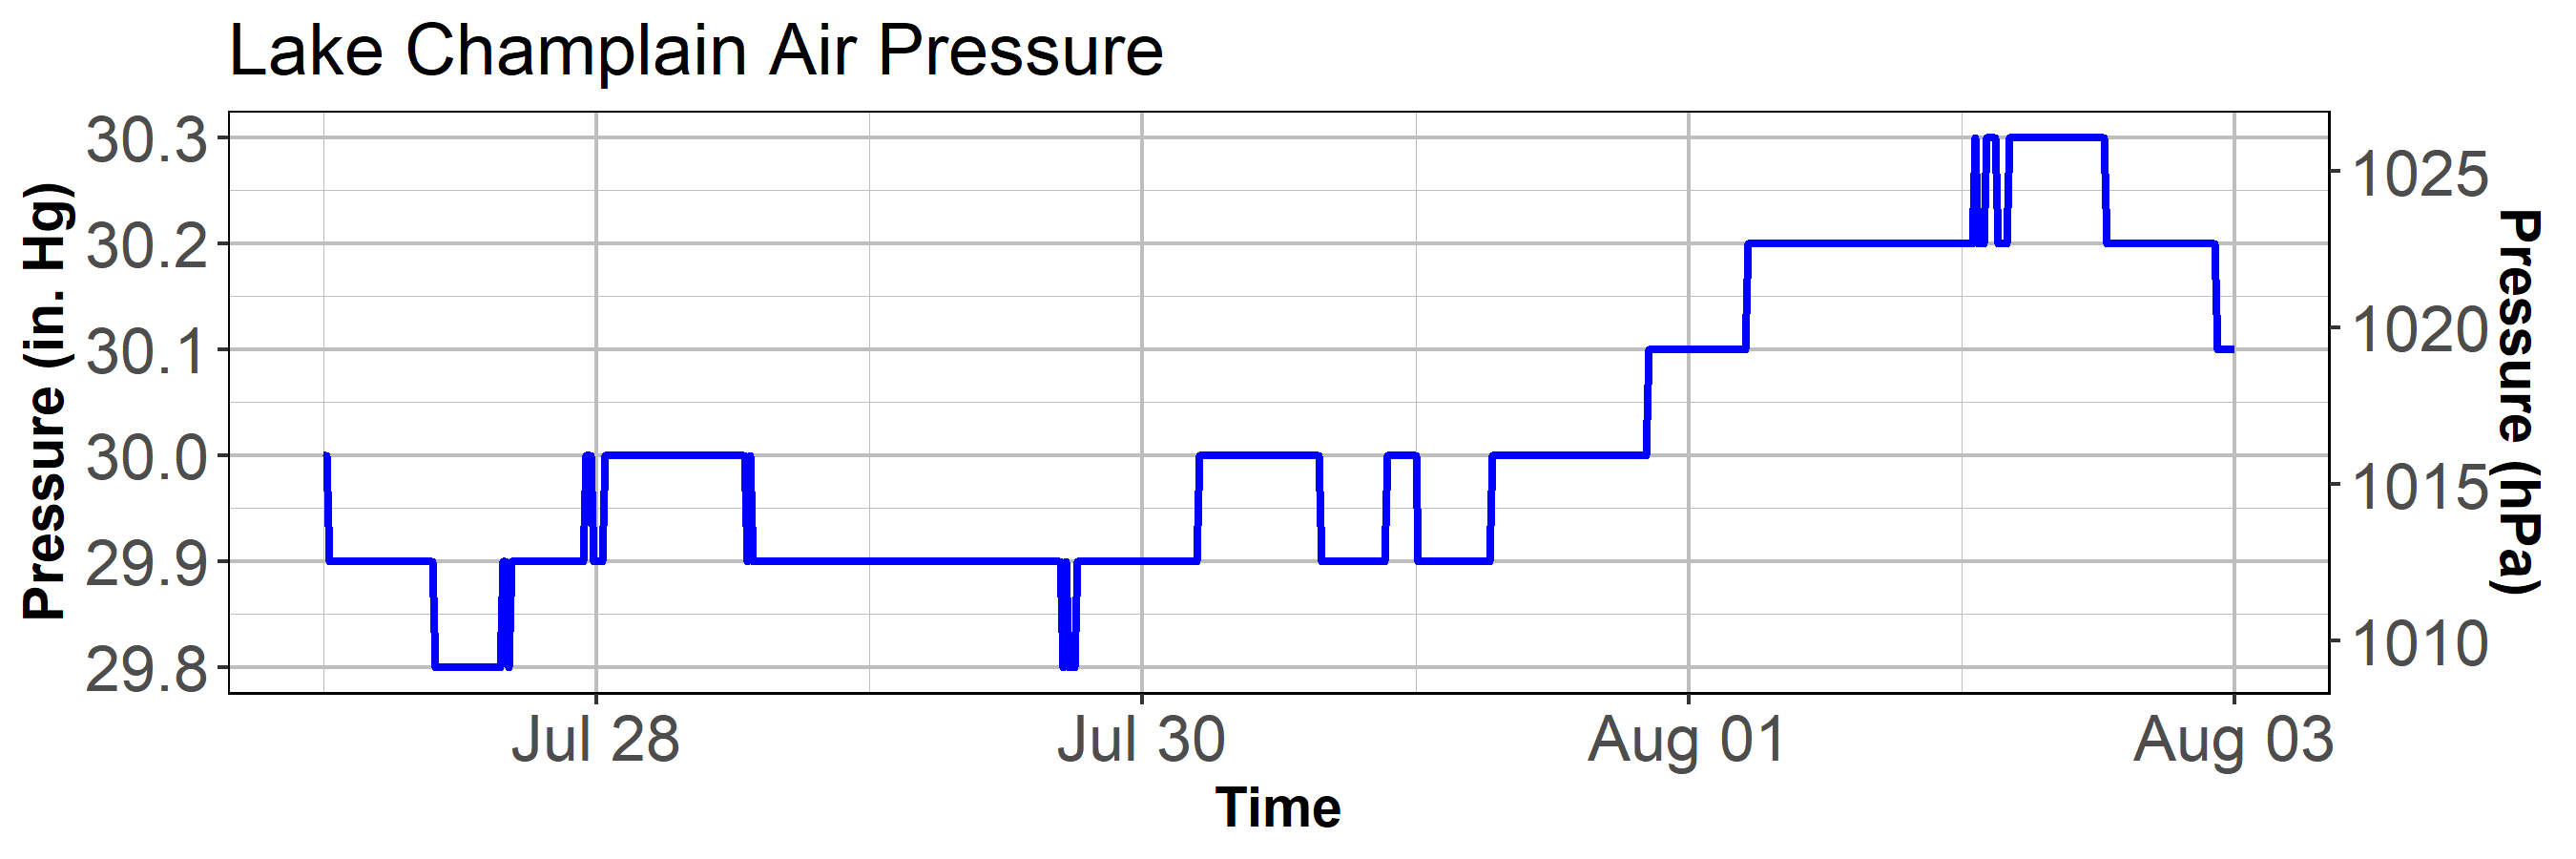 Lake Champlain Air Pressure
30.3
30.2
30.1
30.0
29.9
29.8
Pressure (in. Hg)
1025
1020
1015
1010
Pressure (hPa)
Jul 28
Jul 30
Aug 01
Aug 03
Time